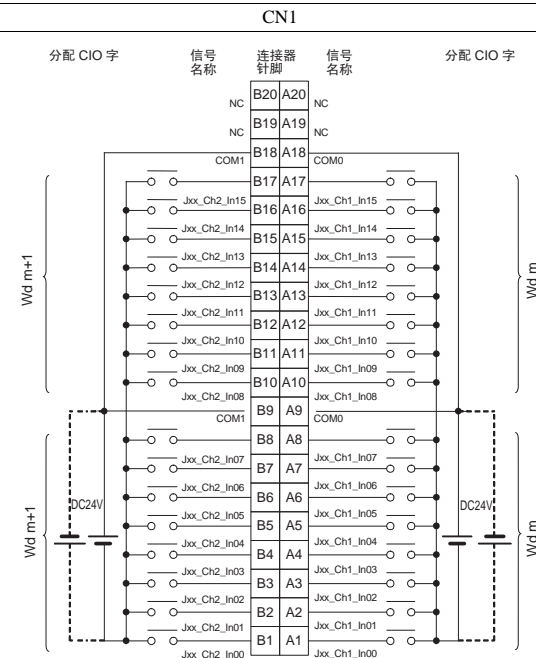 CN1
分配 CIO 字 信号名称 连接器针脚 信号名称 分配 CIO 字
NC B20 A20 NC
NC B19 A19 NC
COM1 B18 A18 COM0
Jxx_Ch2_In15 B17 A17 Jxx_Ch1_In15
Jxx_Ch2_In14 B16 A16 Jxx_Ch1_In14
Jxx_Ch2_In13 B15 A15 Jxx_Ch1_In13
Jxx_Ch2_In12 B14 A14 Jxx_Ch1_In12
Wd m+1 Wd m
Jxx_Ch2_In11 B13 A13 Jxx_Ch1_In11
Jxx_Ch2_In10 B12 A12 Jxx_Ch1_In10
Jxx_Ch2_In09 B11 A11 Jxx_Ch1_In09
Jxx_Ch2_In08 B10 A10 Jxx_Ch1_In08
COM1 B9 A9 COM0
Jxx_Ch2_In07 B8 A8 Jxx_Ch1_In07
Jxx_Ch2_In06 B7 A7 Jxx_Ch1_In06
Jxx_Ch2_In05 B6 A6 Jxx_Ch1_In05
DC24V DC24V
Jxx_Ch2_In04 B5 A5 Jxx_Ch1_In04
Wd m+1 Wd m
Jxx_Ch2_In03 B4 A4 Jxx_Ch1_In03
Jxx_Ch2_In02 B3 A3 Jxx_Ch1_In02
Jxx_Ch2_In01 B2 A2 Jxx_Ch1_In01
Jxx_Ch2_In00 B1 A1 Jxx_Ch1_In00